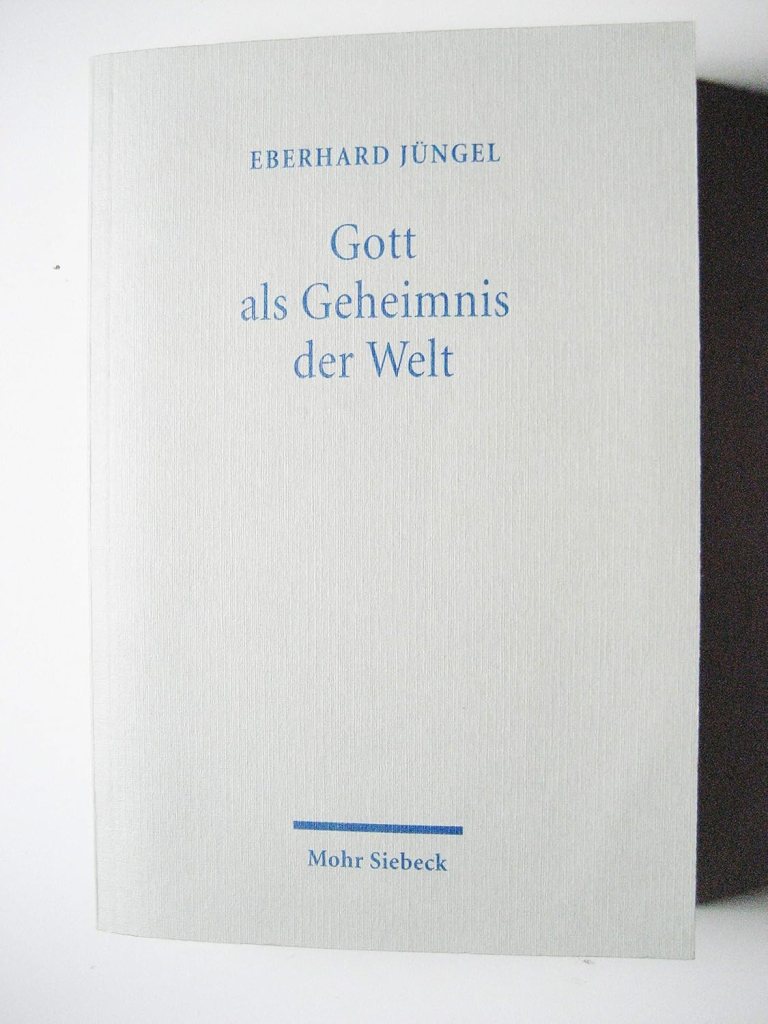 EBERHARD JÜNGEL
Gott
als Geheimnis
der Welt
Mohr Siebeck